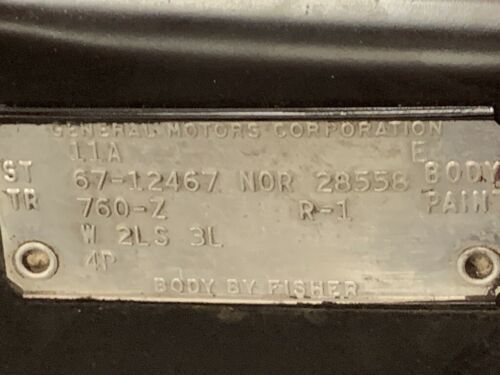 GENERAL MOTORS CORPORATION
11A E
ST 67-12467 NOR 28558 BODY
TR 760-Z R-1 PAINT
W 2LS 3L
4P
BODY BY FISHER